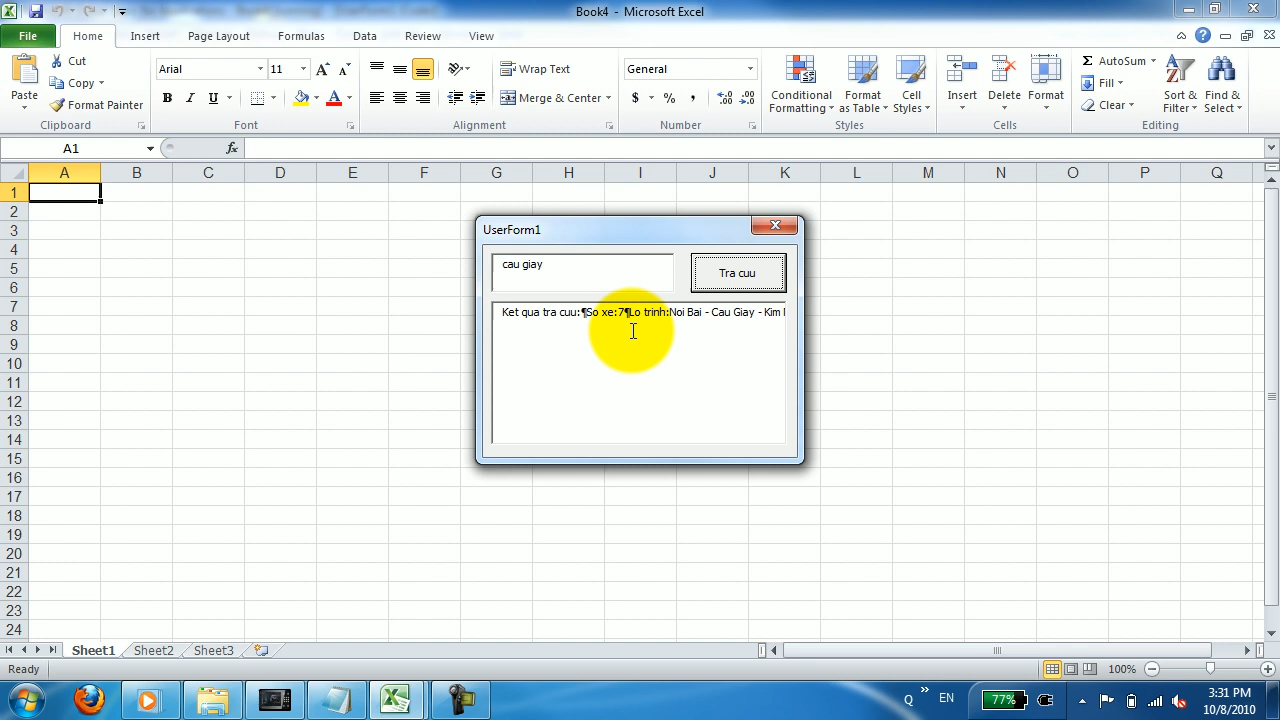 Book4 - Microsoft Excel
File Home Insert Page Layout Formulas Data Review View
Paste
Cut
Copy
Format Painter
Clipboard
Arial 11
B I U A
Font
Wrap Text
Merge & Center
Alignment
General
$ % ,
Number
Conditional Formatting
Format as Table
Cell Styles
Styles
Insert
Delete
Format
Cells
AutoSum
Fill
Clear
Sort & Filter
Find & Select
Editing
A1 fx
A B C D E F G H I J K L M N O P Q
1
2
3
4
5
6
7
8
9
10
11
12
13
14
15
16
17
18
19
20
21
22
23
24
UserForm1
cau giay
Tra cuu
Ket qua tra cuu:¶So xe:7¶Lo trinh:Noi Bai - Cau Giay - Kim
Sheet1 Sheet2 Sheet3
Ready
100%
Q EN 77%
3:31 PM
10/8/2010